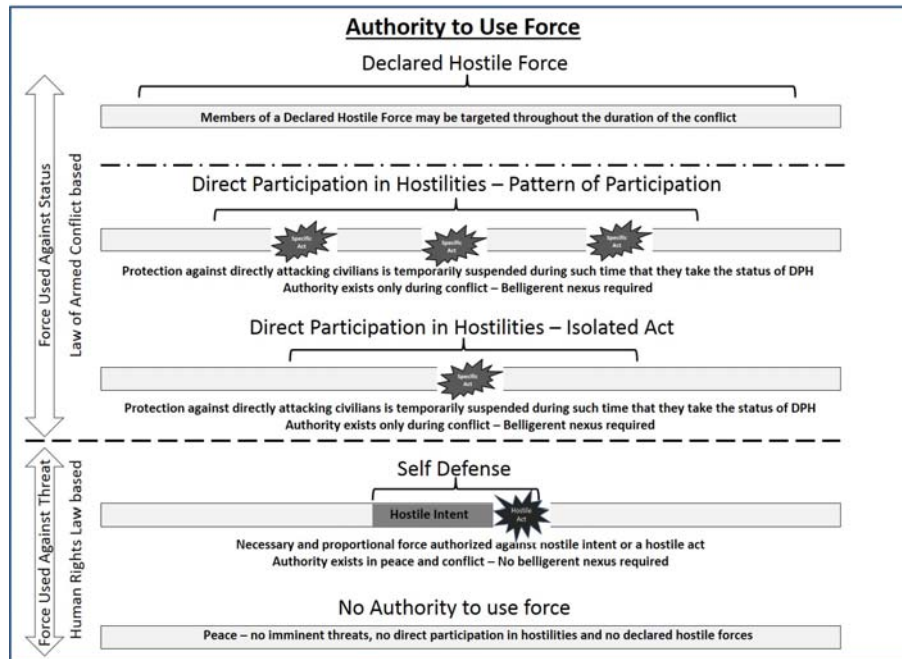 Authority to Use Force
Declared Hostile Force
Members of a Declared Hostile Force may be targeted throughout the duration of the conflict
Direct Participation in Hostilities – Pattern of Participation
Specific
Act
Specific
Act
Specific
Act
Protection against directly attacking civilians is temporarily suspended during such time that they take the status of DPH
Authority exists only during conflict – Belligerent nexus required
Direct Participation in Hostilities – Isolated Act
Specific
Act
Protection against directly attacking civilians is temporarily suspended during such time that they take the status of DPH
Authority exists only during conflict – Belligerent nexus required
Force Used Against Status
Law of Armed Conflict based
Self Defense
Hostile Intent
Hostile
Act
Necessary and proportional force authorized against hostile intent or a hostile act
Authority exists in peace and conflict – No belligerent nexus required
No Authority to use force
Peace – no imminent threats, no direct participation in hostilities and no declared hostile forces
Force Used Against Threat
Human Rights Law based